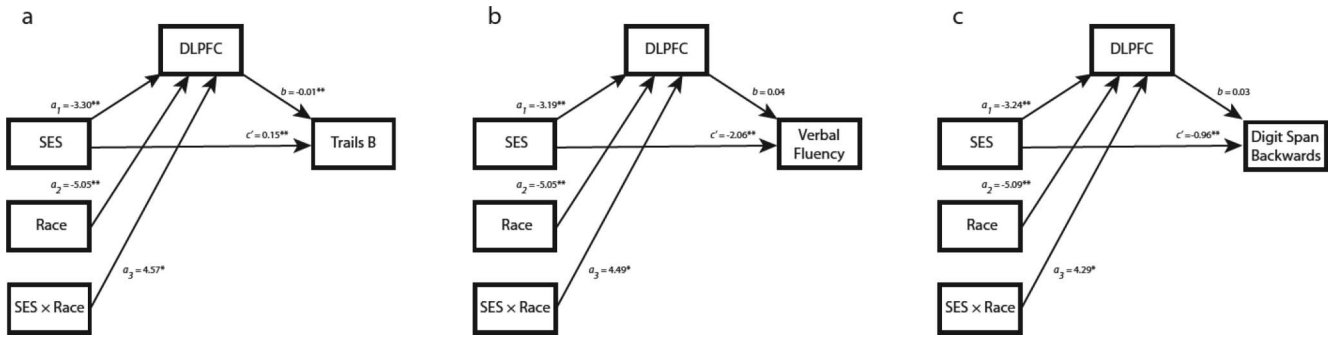 a
DLPFC
a1 = -3.30**
b = -0.01**
SES
c' = 0.15**
Trails B
a2 = -5.05**
Race
a3 = 4.57*
SES × Race
b
DLPFC
a1 = -3.19**
b = 0.04
SES
c' = -2.06**
Verbal
Fluency
a2 = -5.05**
Race
a3 = 4.49*
SES × Race
c
DLPFC
a1 = -3.24**
b = 0.03
SES
c' = -0.96**
Digit Span
Backwards
a2 = -5.09**
Race
a3 = 4.29*
SES × Race